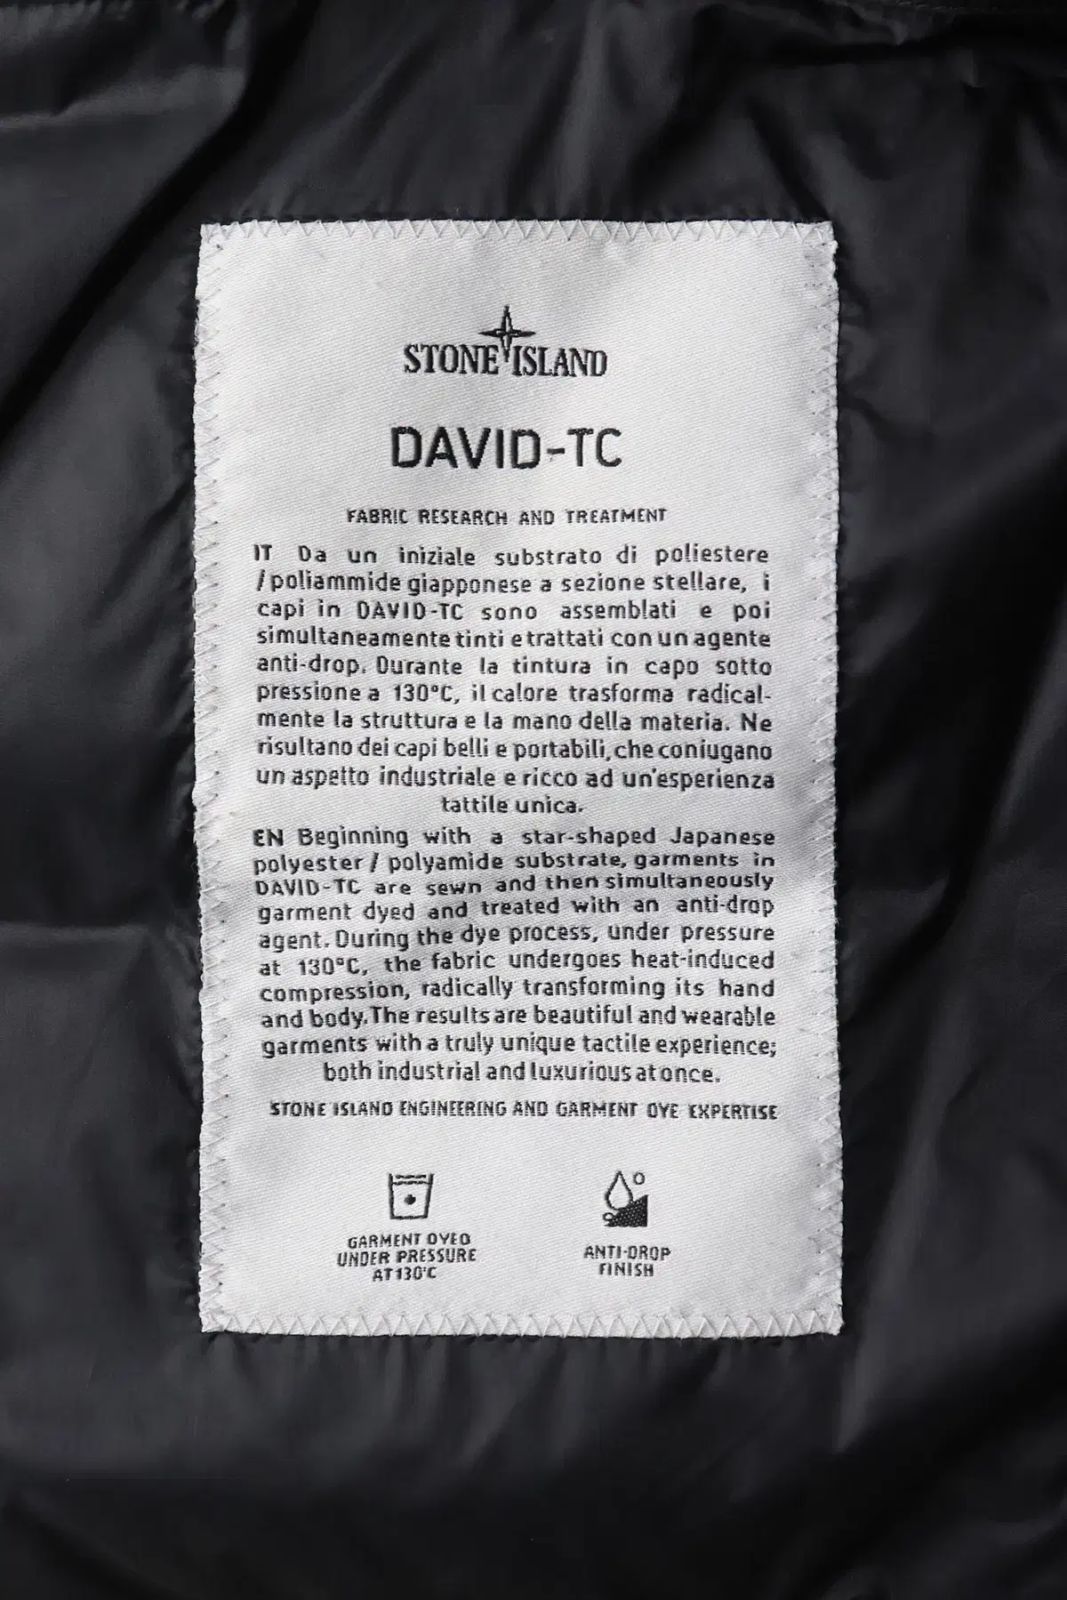 STONE ISLAND
DAVID-TC
FABRIC RESEARCH AND TREATMENT
IT Da un iniziale substrato di poliestere
/poliammide giapponese a sezione stellare, i
capi in DAVID-TC sono assemblati e poi
simultaneamente tinti e trattati con un agente
anti-drop. Durante la tintura in capo sotto
pressione a 130°C, il calore trasforma radical-
mente la struttura e la mano della materia. Ne
risultano dei capi belli e portabili, che coniugano
un aspetto industriale e ricco ad un'esperienza
tattile unica.
EN Beginning with a star-shaped Japanese
polyester / polyamide substrate, garments in
DAVID-TC are sewn and then simultaneously
garment dyed and treated with an anti-drop
agent. During the dye process, under pressure
at 130°C, the fabric undergoes heat-induced
compression, radically transforming its hand
and body. The results are beautiful and wearable
garments with a truly unique tactile experience;
both industrial and luxurious at once.
STONE ISLAND ENGINEERING AND GARMENT DYE EXPERTISE
GARMENT DYED
UNDER PRESSURE
AT 130°C
ANTI-DROP
FINISH